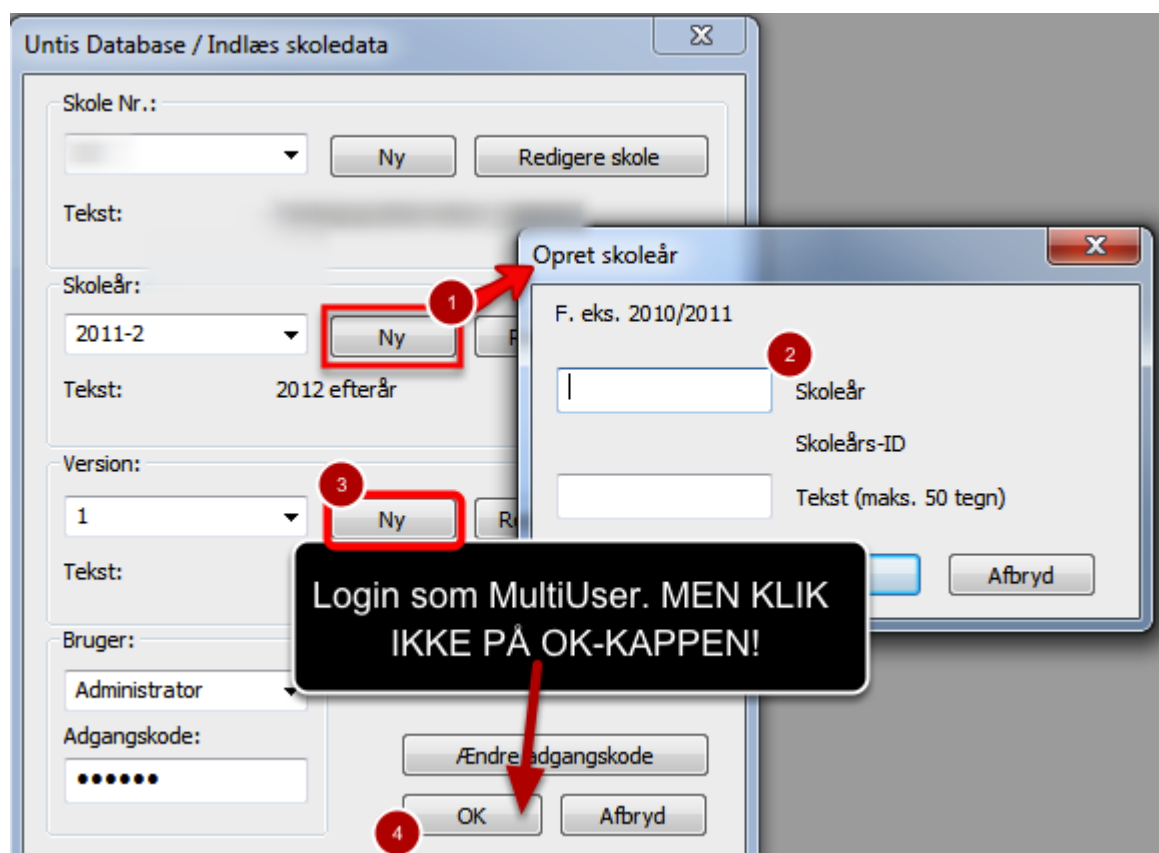 Untis Database / Indlæs skoledata
Skole Nr.:
Ny
Redigere skole
Tekst:
Skoleår:
2011-2
Ny
Tekst:
2012 efterår
Version:
1
Ny
Tekst:
Bruger:
Administrator
Adgangskode:
●●●●●●
Ændre adgangskode
OK
Afbryd
Opret skoleår
F. eks. 2010/2011
Skoleår
Skoleårs-ID
Tekst (maks. 50 tegn)
Afbryd
1
2
3
4
Login som MultiUser. MEN KLIK
IKKE PÅ OK-KAPPEN!